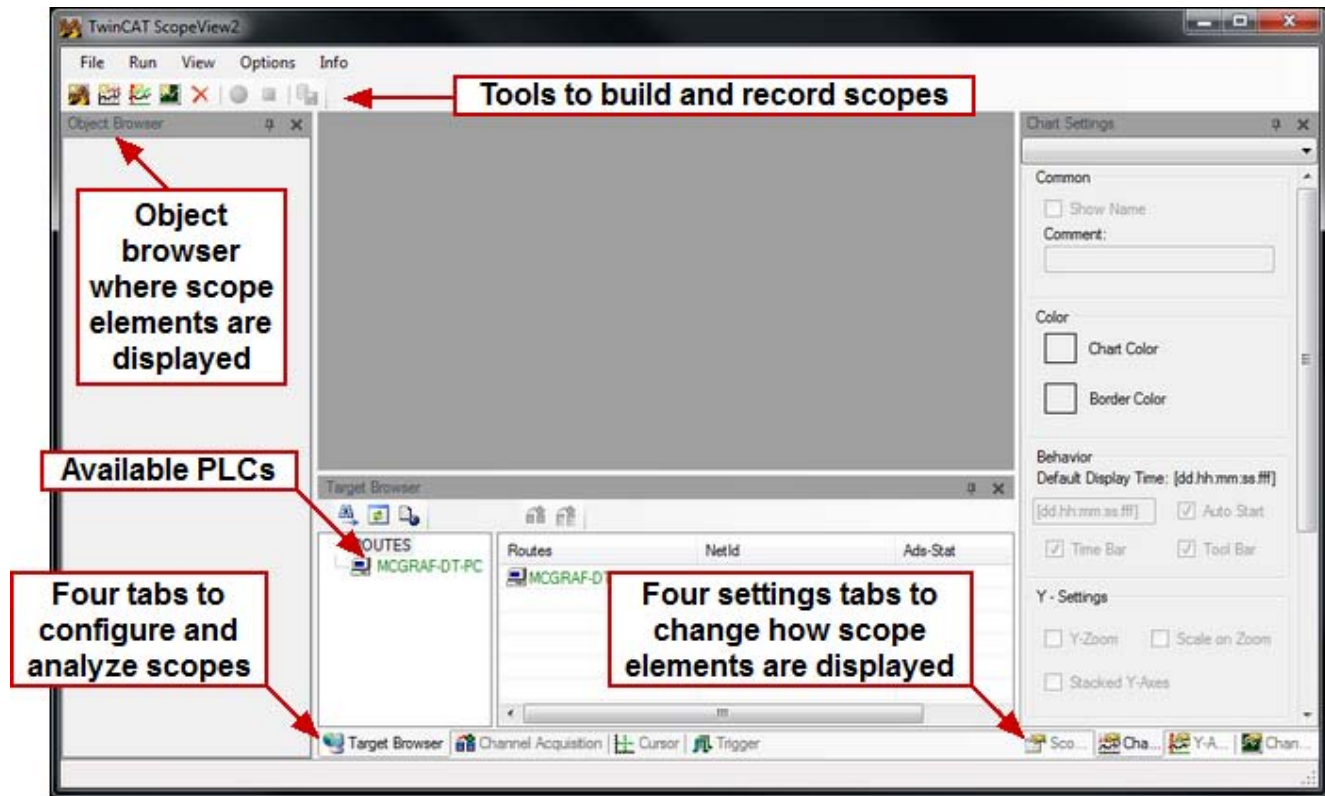 TwinCAT ScopeView2
File Run View Options Info
Tools to build and record scopes
Object Browser
Chart Settings
Object
browser
where scope
elements are
displayed
Common
Show Name
Comment:
Color
Chart Color
Border Color
Available PLCs
Behavior
Default Display Time: [dd.hh:mm:ss.fff]
[dd.hh:mm:ss.fff] Auto Start
Time Bar Tool Bar
Target Browser
ROUTES
MCGRAF-DT-PC
Routes NetId Ads-Stat
MCGRAF-DT
Four tabs to
configure and
analyze scopes
Four settings tabs to
change how scope
elements are displayed
Y - Settings
Y-Zoom Scale on Zoom
Stacked Y-Axes
Target Browser Channel Acquisition Cursor Trigger
Sco... Cha... Y-A... Chan...